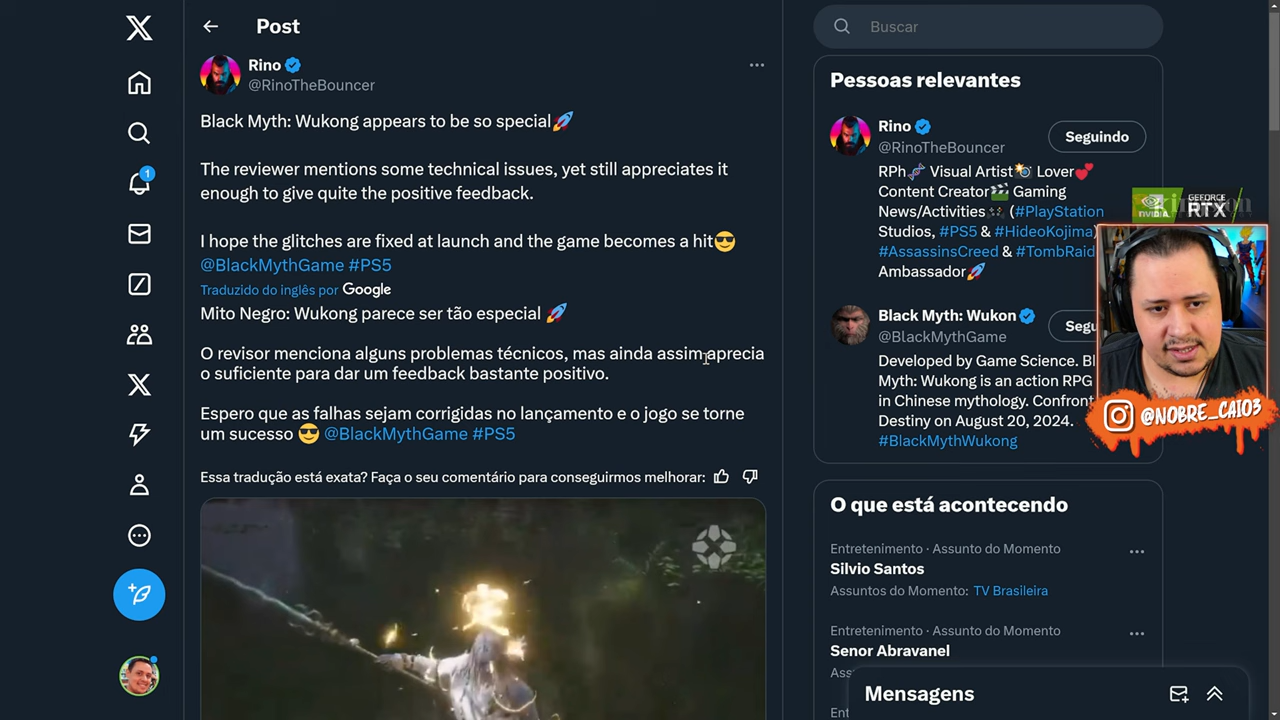 Post
Rino
@RinoTheBouncer
Black Myth: Wukong appears to be so special🚀
The reviewer mentions some technical issues, yet still appreciates it
enough to give quite the positive feedback.
I hope the glitches are fixed at launch and the game becomes a hit😎
@BlackMythGame #PS5
Traduzido do inglês por Google
Mito Negro: Wukong parece ser tão especial 🚀
O revisor menciona alguns problemas técnicos, mas ainda assim aprecia
o suficiente para dar um feedback bastante positivo.
Espero que as falhas sejam corrigidas no lançamento e o jogo se torne
um sucesso 😎 @BlackMythGame #PS5
Essa tradução está exata? Faça o seu comentário para conseguirmos melhorar:
1
Buscar
Pessoas relevantes
Rino
@RinoTheBouncer
Seguindo
RPh🧬 Visual Artist📸 Lover💕
Content Creator🎬 Gaming
News/Activities🎮 (#PlayStation
Studios, #PS5 & #HideoKojima)
#AssassinsCreed & #TombRaid
Ambassador🚀
Black Myth: Wukon
@BlackMythGame
Segu
Developed by Game Science. Bl
Myth: Wukong is an action RPG
in Chinese mythology. Confront
Destiny on August 20, 2024.
#BlackMythWukong
NVIDIA.
GEFORCE
RTX
@NOBRE_CAIO3
O que está acontecendo
Entretenimento · Assunto do Momento
Silvio Santos
Assuntos do Momento: TV Brasileira
Entretenimento · Assunto do Momento
Senor Abravanel
Ass
Ent
Mensagens